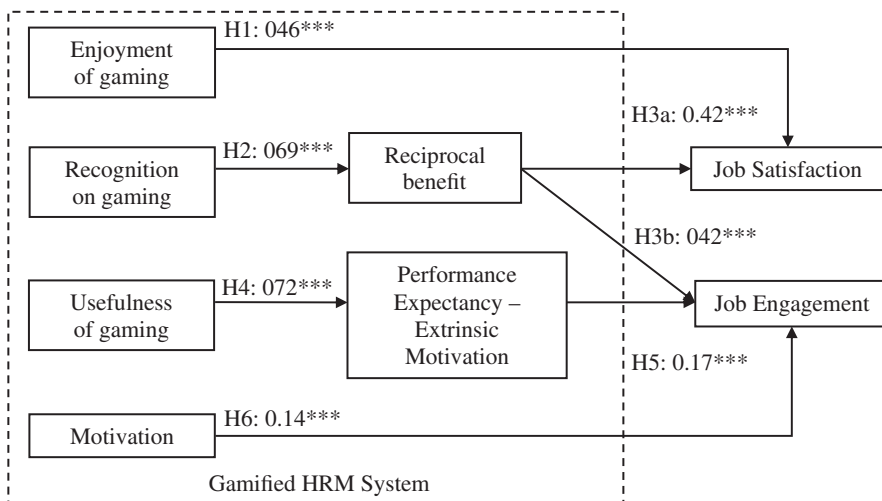 H1: 046***
Enjoyment
of gaming
H3a: 0.42***
H2: 069***
Recognition
on gaming
Reciprocal
benefit
Job Satisfaction
H3b: 042***
H4: 072***
Usefulness
of gaming
Performance
Expectancy –
Extrinsic
Motivation
Job Engagement
H5: 0.17***
H6: 0.14***
Motivation
Gamified HRM System